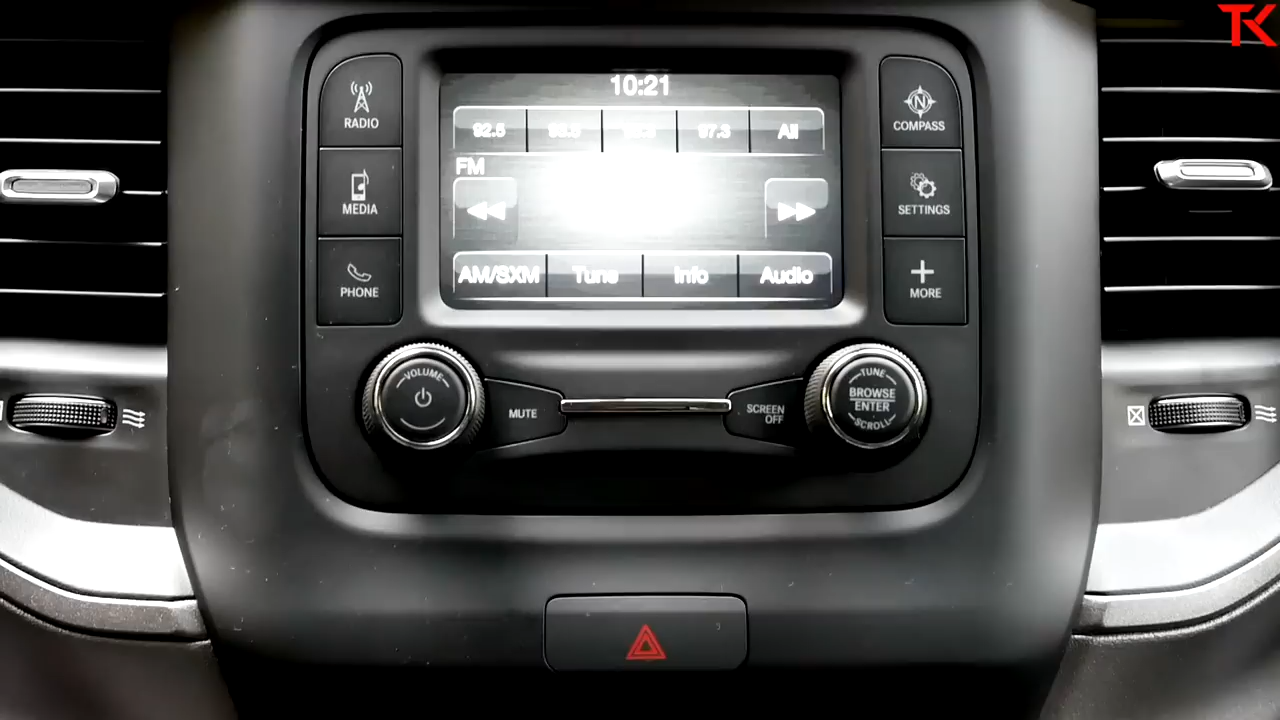 TK
10:21
RADIO
COMPASS
92.5
97.3
All
FM
MEDIA
SETTINGS
PHONE
MORE
AM/SXM
Tune
Info
Audio
VOLUME
MUTE
SCREEN
OFF
TUNE
BROWSE
ENTER
SCROLL